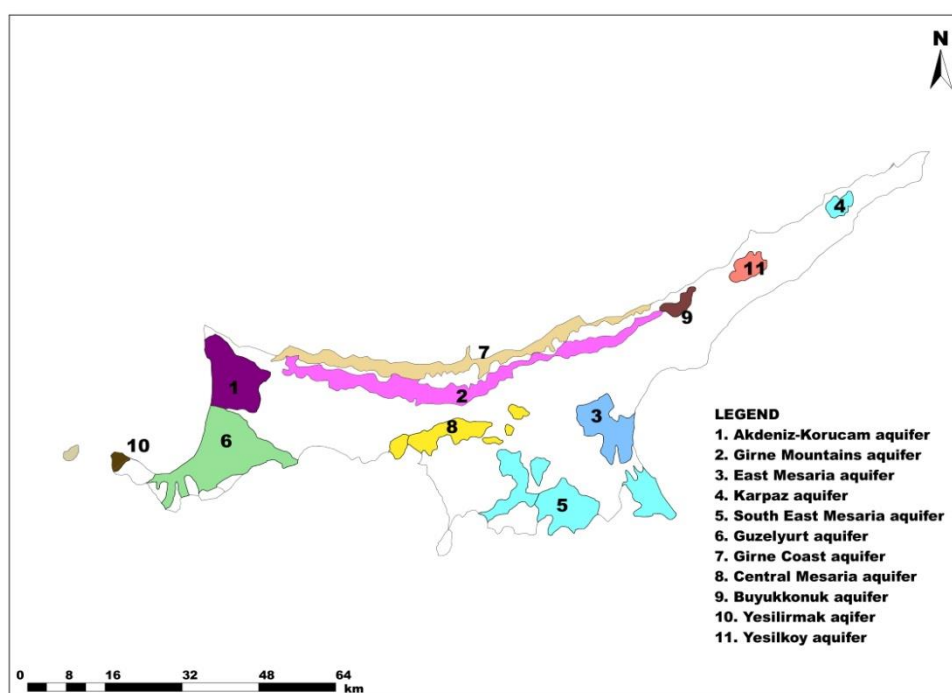 N
4
11
9
7
1
2
3
8
6
10
5
LEGEND
1. Akdeniz-Korucam aquifer
2. Girne Mountains aquifer
3. East Mesaria aquifer
4. Karpaz aquifer
5. South East Mesaria aquifer
6. Guzelyurt aquifer
7. Girne Coast aquifer
8. Central Mesaria aquifer
9. Buyukkonuk aquifer
10. Yesilirmak aqifer
11. Yesilkoy aquifer
0 8 16 32 48 64
km